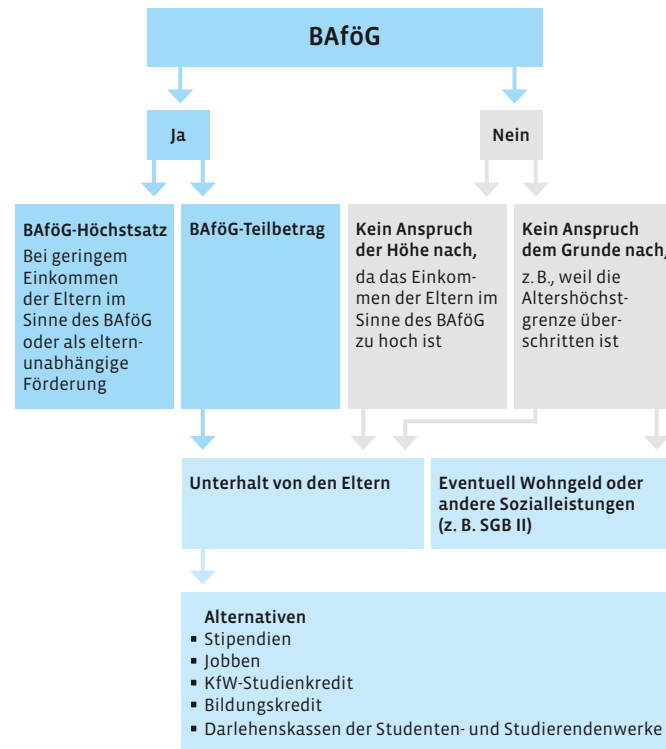 BAföG
Ja
Nein
BAföG-Höchstsatz
Bei geringem
Einkommen
der Eltern im
Sinne des BAföG
oder als eltern-
unabhängige
Förderung
BAföG-Teilbetrag
Kein Anspruch
der Höhe nach,
da das Einkom-
men der Eltern im
Sinne des BAföG
zu hoch ist
Kein Anspruch
dem Grunde nach,
z. B., weil die
Altershöchst-
grenze über-
schritten ist
Unterhalt von den Eltern
Eventuell Wohngeld oder
andere Sozialleistungen
(z. B. SGB II)
Alternativen
▪ Stipendien
▪ Jobben
▪ KfW-Studienkredit
▪ Bildungskredit
▪ Darlehenskassen der Studenten- und Studierendenwerke